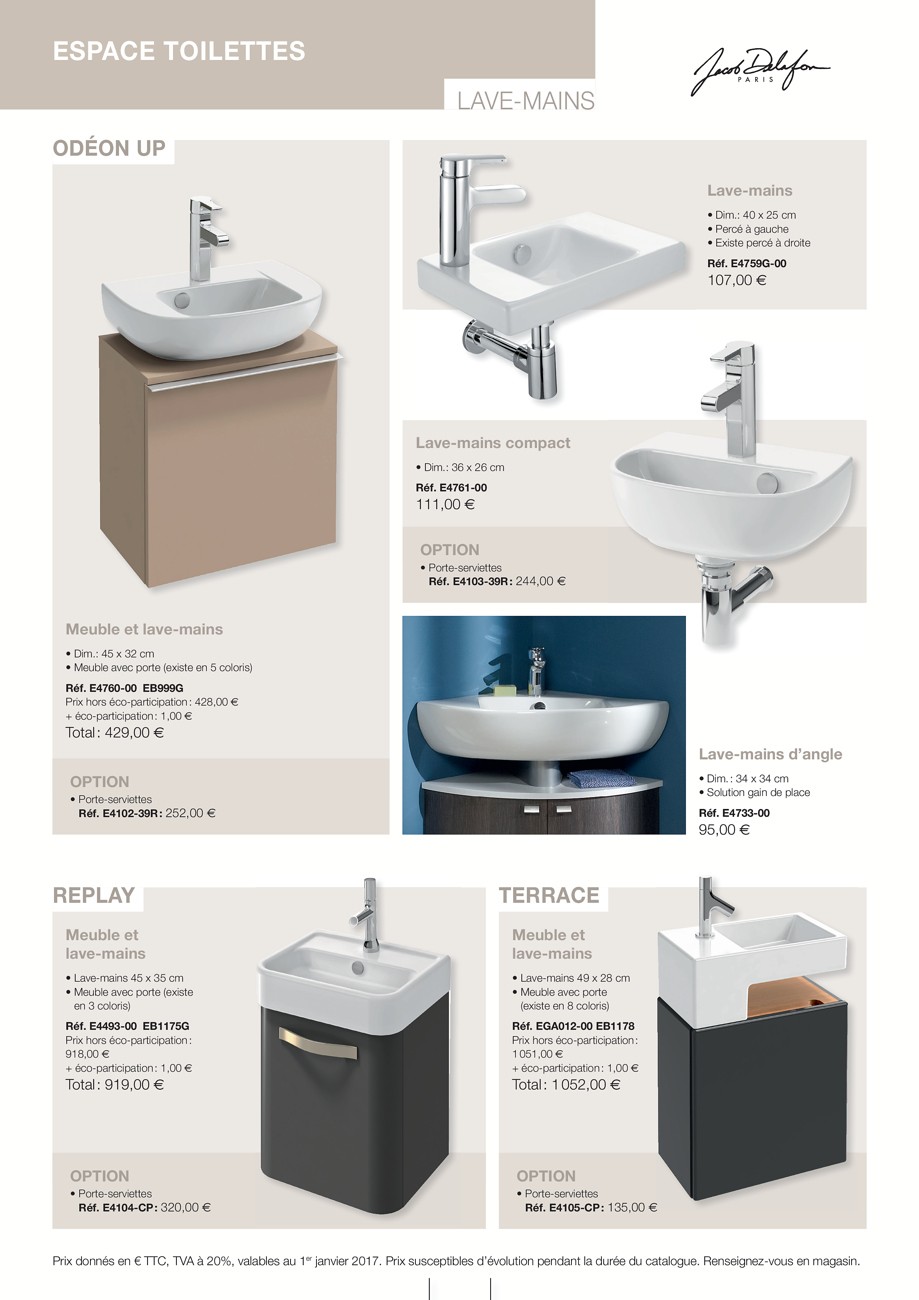 ESPACE TOILETTES
LAVE-MAINS
Jacob Delafon
PARIS
ODÉON UP
Meuble et lave-mains
• Dim.: 45 x 32 cm
• Meuble avec porte (existe en 5 coloris)
Réf. E4760-00 EB999G
Prix hors éco-participation : 428,00 €
+ éco-participation : 1,00 €
Total : 429,00 €
OPTION
• Porte-serviettes
Réf. E4102-39R : 252,00 €
Lave-mains
• Dim.: 40 x 25 cm
• Percé à gauche
• Existe percé à droite
Réf. E4759G-00
107,00 €
Lave-mains compact
• Dim.: 36 x 26 cm
Réf. E4761-00
111,00 €
OPTION
• Porte-serviettes
Réf. E4103-39R : 244,00 €
Lave-mains d'angle
• Dim. : 34 x 34 cm
• Solution gain de place
Réf. E4733-00
95,00 €
REPLAY
Meuble et
lave-mains
• Lave-mains 45 x 35 cm
• Meuble avec porte (existe
en 3 coloris)
Réf. E4493-00 EB1175G
Prix hors éco-participation :
918,00 €
+ éco-participation : 1,00 €
Total : 919,00 €
OPTION
• Porte-serviettes
Réf. E4104-CP : 320,00 €
TERRACE
Meuble et
lave-mains
• Lave-mains 49 x 28 cm
• Meuble avec porte
(existe en 8 coloris)
Réf. EGA012-00 EB1178
Prix hors éco-participation :
1 051,00 €
+ éco-participation : 1,00 €
Total : 1 052,00 €
OPTION
• Porte-serviettes
Réf. E4105-CP : 135,00 €
Prix donnés en € TTC, TVA à 20%, valables au 1er janvier 2017. Prix susceptibles d'évolution pendant la durée du catalogue. Renseignez-vous en magasin.